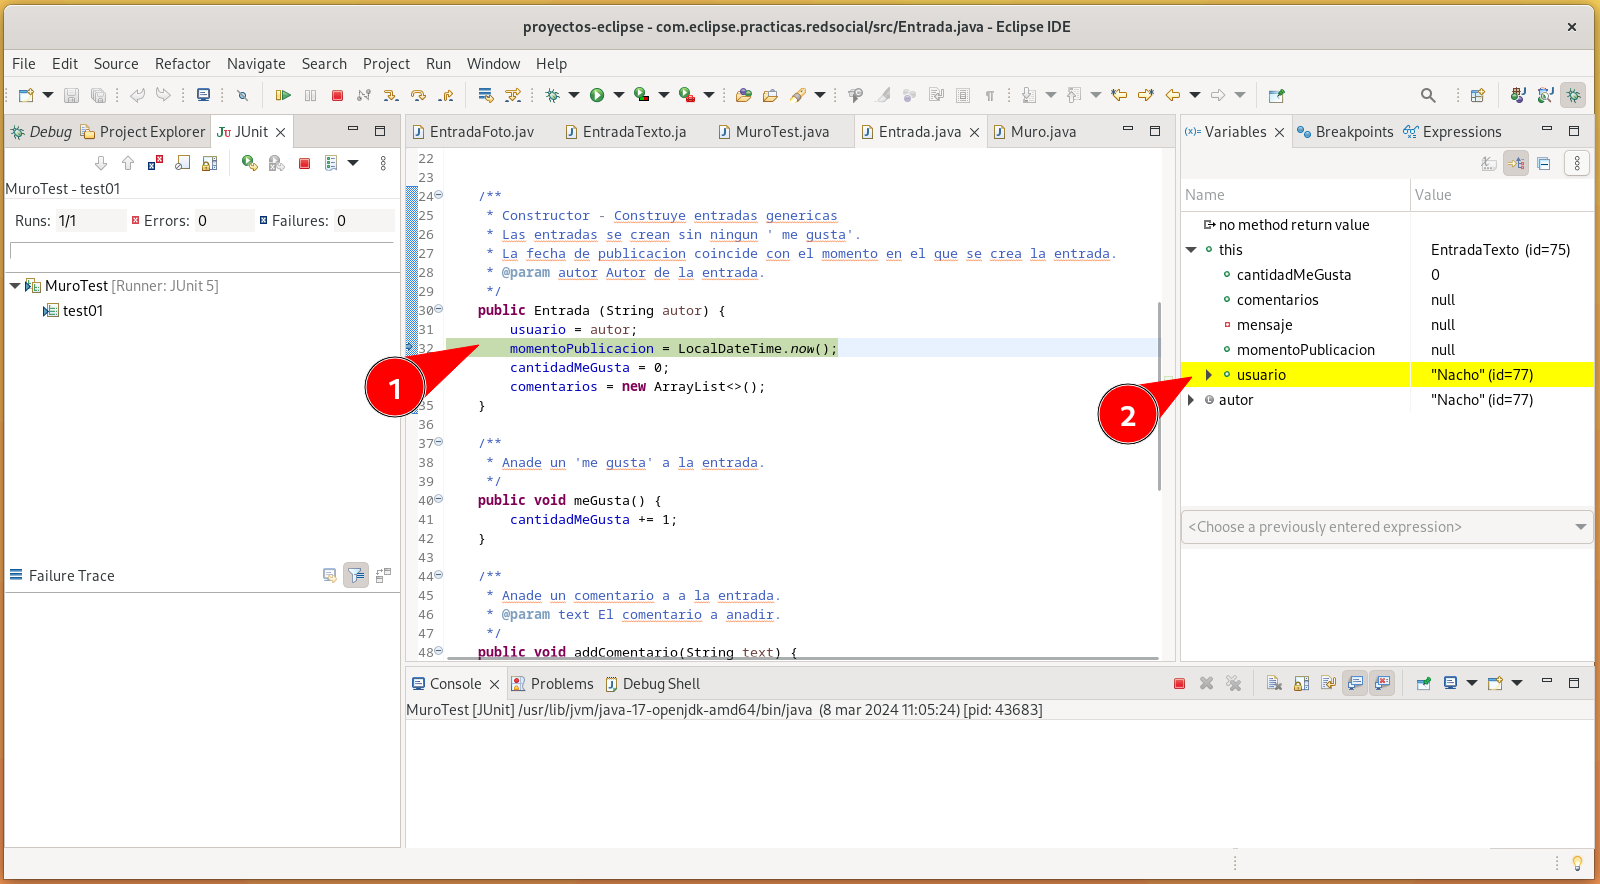 proyectos-eclipse - com.eclipse.practicas.redsocial/src/Entrada.java - Eclipse IDE
File Edit Source Refactor Navigate Search Project Run Window Help
Debug Project Explorer JUnit
EntradaFoto.jav EntradaTexto.ja MuroTest.java Entrada.java Muro.java
Variables Breakpoints Expressions
MuroTest - test01
Runs: 1/1 Errors: 0 Failures: 0
MuroTest [Runner: JUnit 5]
test01
Failure Trace
22
23
24 /**
25 * Constructor - Construye entradas genericas
26 * Las entradas se crean sin ningun ' me gusta'.
27 * La fecha de publicacion coincide con el momento en el que se crea la entrada.
28 * @param autor Autor de la entrada.
29 */
30 public Entrada (String autor) {
31 usuario = autor;
32 momentoPublicacion = LocalDateTime.now();
cantidadMeGusta = 0;
comentarios = new ArrayList<>();
35 }
36
37 /**
38 * Anade un 'me gusta' a la entrada.
39 */
40 public void meGusta() {
41 cantidadMeGusta += 1;
42 }
43
44 /**
45 * Anade un comentario a a la entrada.
46 * @param text El comentario a anadir.
47 */
48 public void addComentario(String text) {
1
2
Name Value
no method return value
this EntradaTexto (id=75)
cantidadMeGusta 0
comentarios null
mensaje null
momentoPublicacion null
usuario "Nacho" (id=77)
autor "Nacho" (id=77)
<Choose a previously entered expression>
Console Problems Debug Shell
MuroTest [JUnit] /usr/lib/jvm/java-17-openjdk-amd64/bin/java (8 mar 2024 11:05:24) [pid: 43683]